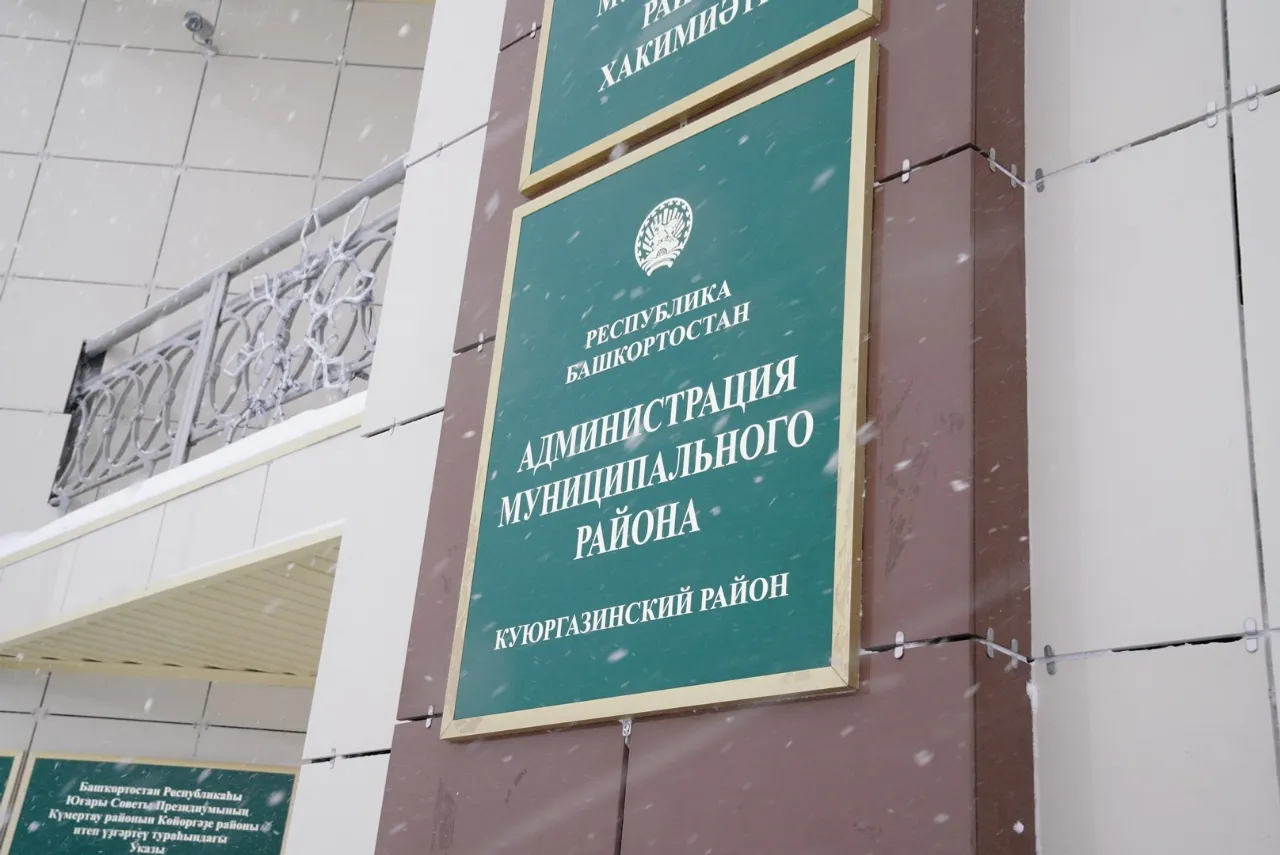 ХАКИМИӘТЕ
РЕСПУБЛИКА
БАШКОРТОСТАН
АДМИНИСТРАЦИЯ
МУНИЦИПАЛЬНОГО
РАЙОНА
КУЮРГАЗИНСКИЙ РАЙОН
Башҡортостан Республикаһы
Юғары Советы Президиумының
Күмертау районын Көйөргәҙе районы
итеп үҙгәртеү тураһындағы
Указы